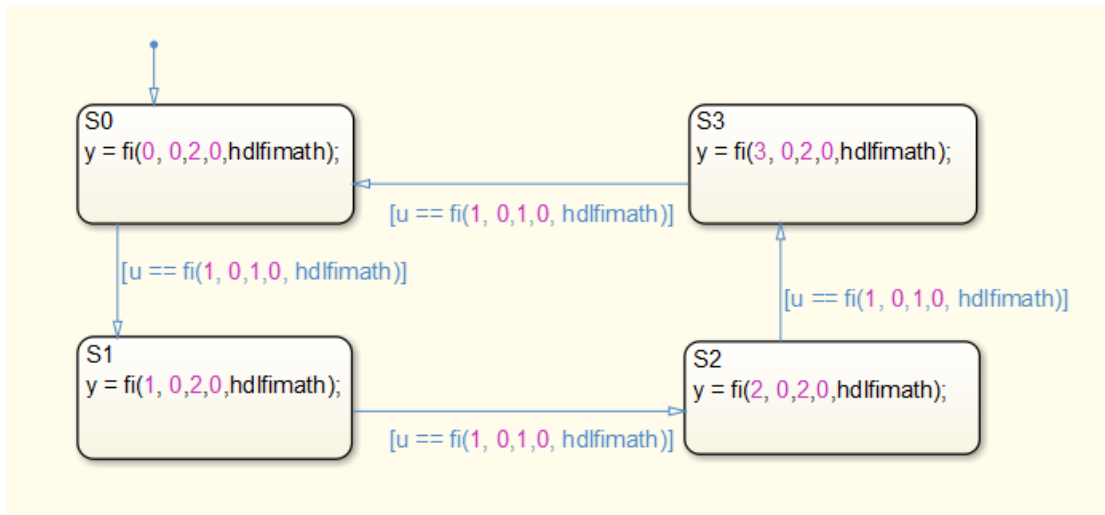 S0
y = fi(0, 0,2,0,hdlfimath);
S3
y = fi(3, 0,2,0,hdlfimath);
[u == fi(1, 0,1,0, hdlfimath)]
[u == fi(1, 0,1,0, hdlfimath)]
[u == fi(1, 0,1,0, hdlfimath)]
S1
y = fi(1, 0,2,0,hdlfimath);
S2
y = fi(2, 0,2,0,hdlfimath);
[u == fi(1, 0,1,0, hdlfimath)]